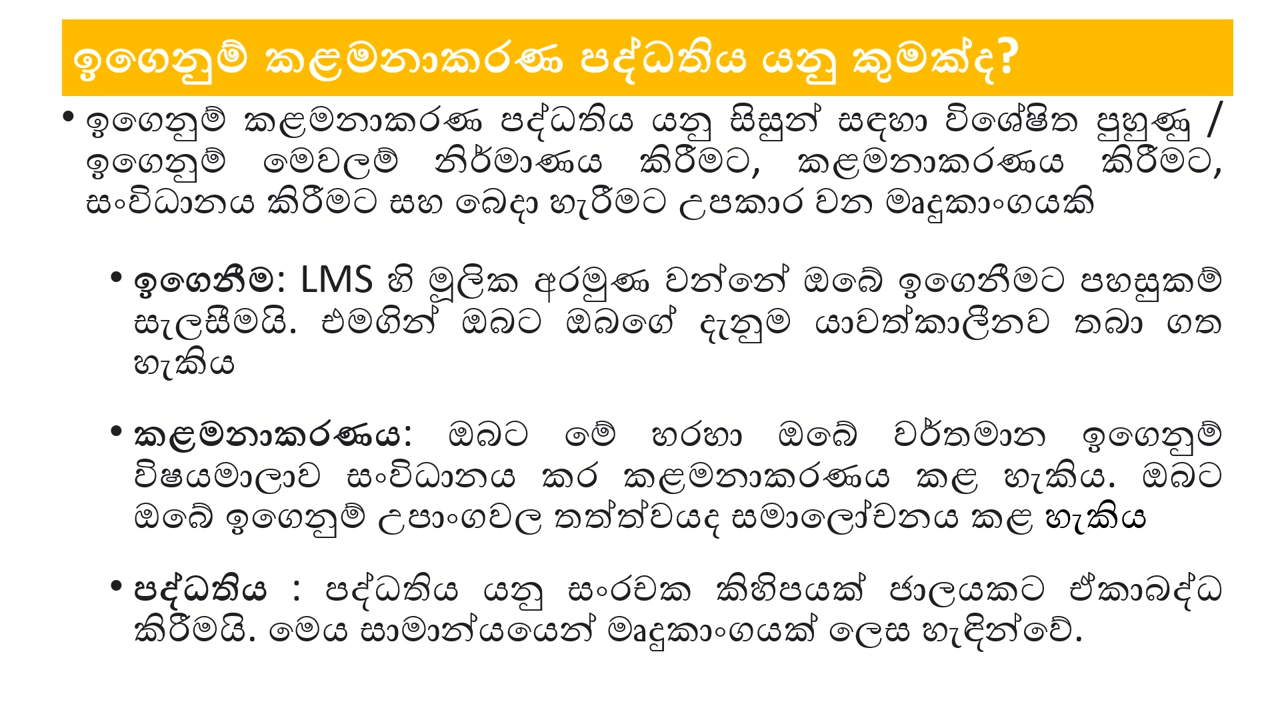 ඉගෙනුම් කළමනාකරණ පද්ධතිය යනු කුමක්ද?
• ඉගෙනුම් කළමනාකරණ පද්ධතිය යනු සිසුන් සඳහා විශේෂිත පුහුණු /
ඉගෙනුම් මෙවලම් නිර්මාණය කිරීමට, කළමනාකරණය කිරීමට,
සංවිධානය කිරීමට සහ බෙදා හැරීමට උපකාර වන මෘදුකාංගයකි
• ඉගෙනීම: LMS හි මූලික අරමුණ වන්නේ ඔබේ ඉගෙනීමට පහසුකම්
සැලසීමයි. එමගින් ඔබට ඔබගේ දැනුම යාවත්කාලීනව තබා ගත
හැකිය
• කළමනාකරණය: ඔබට මේ හරහා ඔබේ වර්තමාන ඉගෙනුම්
විෂයමාලාව සංවිධානය කර කළමනාකරණය කළ හැකිය. ඔබට
ඔබේ ඉගෙනුම් උපාංගවල තත්ත්වයද සමාලෝචනය කළ හැකිය
• පද්ධතිය : පද්ධතිය යනු සංරචක කිහිපයක් ජාලයකට ඒකාබද්ධ
කිරීමයි. මෙය සාමාන්යයෙන් මෘදුකාංගයක් ලෙස හැඳින්වේ.